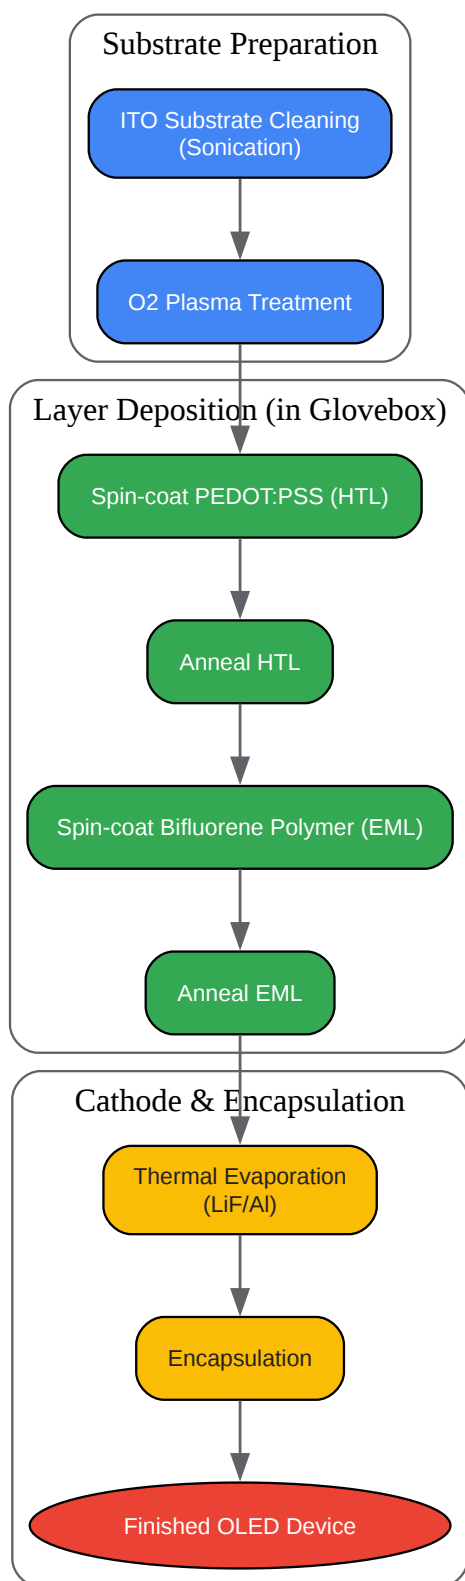 Substrate Preparation
ITO Substrate Cleaning
(Sonication)
O2 Plasma Treatment
Layer Deposition (in Glovebox)
Spin-coat PEDOT:PSS (HTL)
Anneal HTL
Spin-coat Bifluorene Polymer (EML)
Anneal EML
Cathode & Encapsulation
Thermal Evaporation
(LiF/Al)
Encapsulation
Finished OLED Device